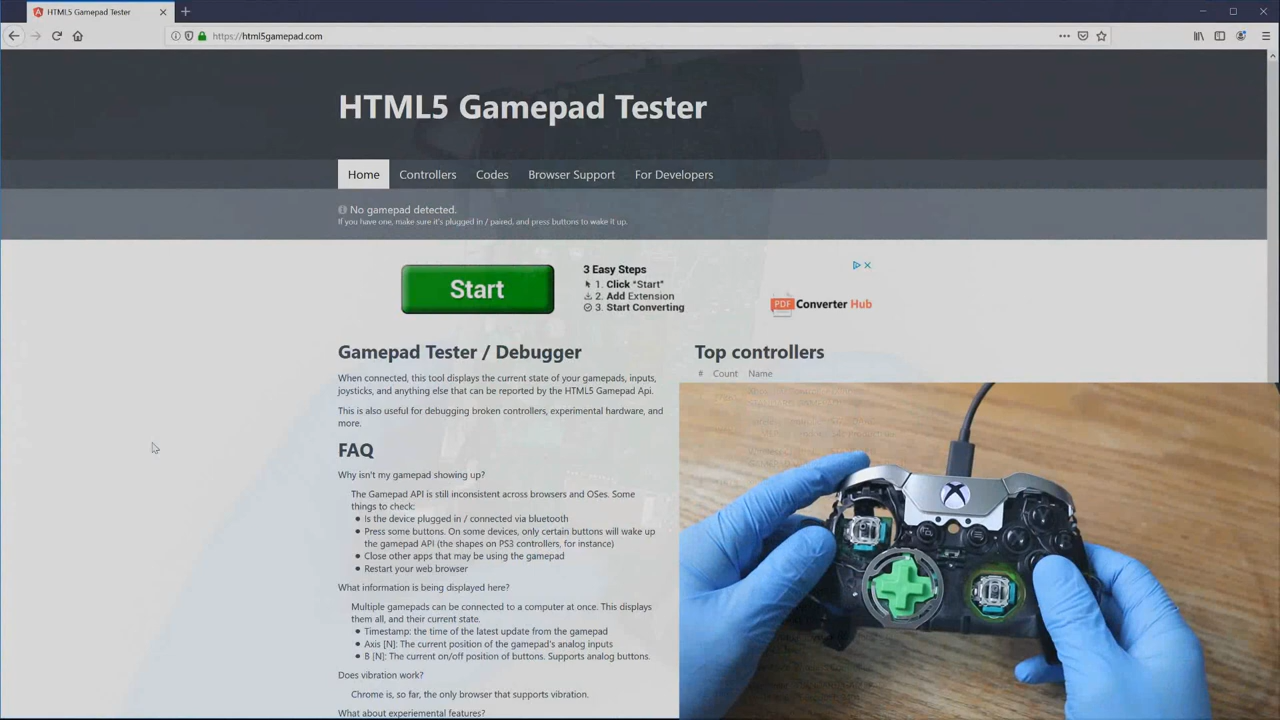 HTML5 Gamepad Tester
https://html5gamepad.com
HTML5 Gamepad Tester
Home Controllers Codes Browser Support For Developers
No gamepad detected.
If you have one, make sure it's plugged in / paired, and press buttons to wake it up.
Start
3 Easy Steps
1. Click "Start"
2. Add Extension
3. Start Converting
PDF Converter Hub
Gamepad Tester / Debugger
When connected, this tool displays the current state of your gamepads, inputs,
joysticks, and anything else that can be reported by the HTML5 Gamepad Api.
This is also useful for debugging broken controllers, experimental hardware, and
more.
FAQ
Why isn't my gamepad showing up?
The Gamepad API is still inconsistent across browsers and OSes. Some
things to check:
• Is the device plugged in / connected via bluetooth
• Press some buttons. On some devices, only certain buttons will wake up
the gamepad API (the shapes on PS3 controllers, for instance)
• Close other apps that may be using the gamepad
• Restart your web browser
What information is being displayed here?
Multiple gamepads can be connected to a computer at once. This displays
them all, and their current state.
• Timestamp: the time of the latest update from the gamepad
• Axis [N]: The current position of the gamepad's analog inputs
• B [N]: The current on/off position of buttons. Supports analog buttons.
Does vibration work?
Chrome is, so far, the only browser that supports vibration.
What about experiemental features?
Top controllers
# Count Name